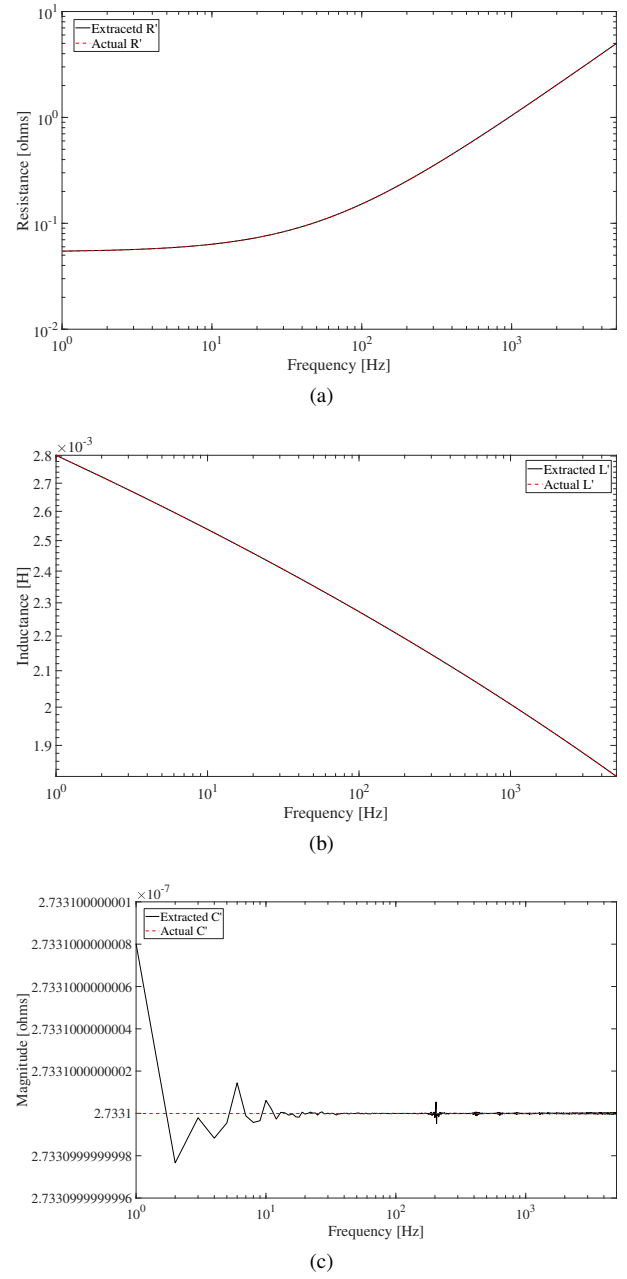 10^1
Extracetd R'
Actual R'
10^0
10^-1
10^-2
Resistance [ohms]
10^0 10^1 10^2 10^3
Frequency [Hz]
(a)
×10^-3
2.8
Extracted L'
Actual L'
2.7
2.6
2.5
2.4
2.3
2.2
2.1
2
1.9
Inductance [H]
10^0 10^1 10^2 10^3
Frequency [Hz]
(b)
×10^-7
2.733100000001
Extracted C'
Actual C'
2.7331000000008
2.7331000000004
2.7331000000002
2.7331
2.7330999999998
2.7330999999996
Magnitude [ohms]
10^0 10^1 10^2 10^3
Frequency [Hz]
(c)